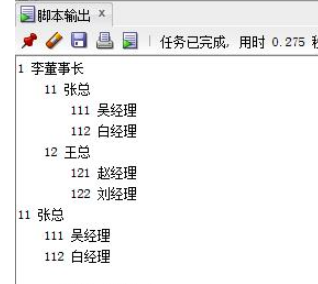 脚本输出 ×
任务已完成, 用时 0.275 秒
1 李董事长
11 张总
111 吴经理
112 白经理
12 王总
121 赵经理
122 刘经理
11 张总
111 吴经理
112 白经理